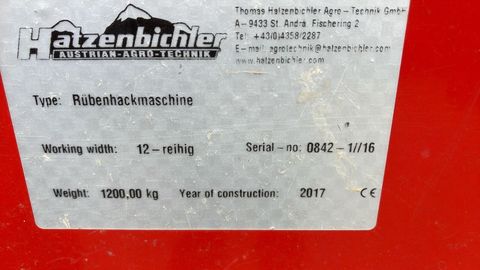 Hatzenbichler
AUSTRIAN-AGRO-TECHNIK
Thomas Hatzenbichler Agro – Technik GmbH
A– 9433 St. Andrä. Fischering 2
Tel: +43(0)4358/2287
E– mail: agrotechnik@hatzenbichler.com
www.hatzenbichler.com
Type: Rübenhackmaschine
Working width: 12–reihig Serial–no: 0842–1//16
Weight: 1200,00 kg Year of construction: 2017 CE